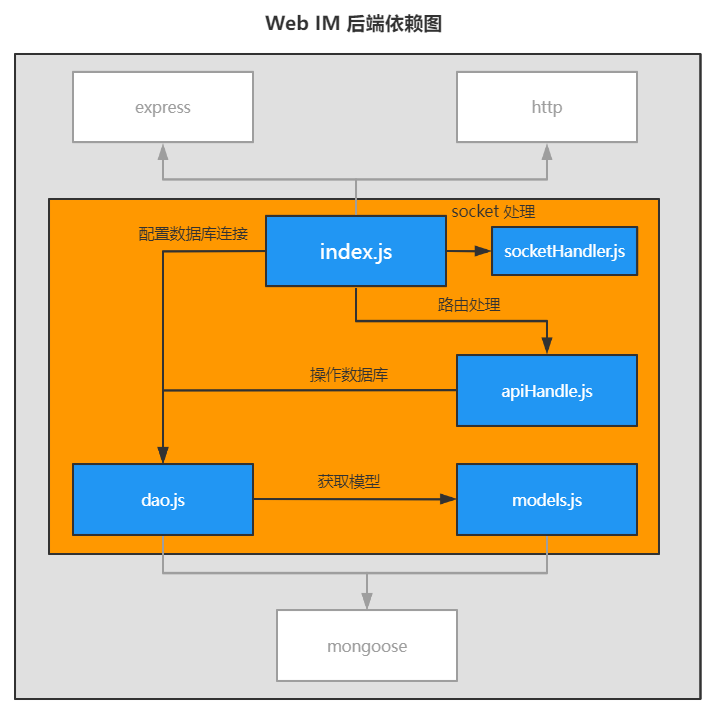 Web IM 后端依赖图
express
http
socket 处理
配置数据库连接
index.js
socketHandler.js
路由处理
操作数据库
apiHandle.js
获取模型
dao.js
models.js
mongoose